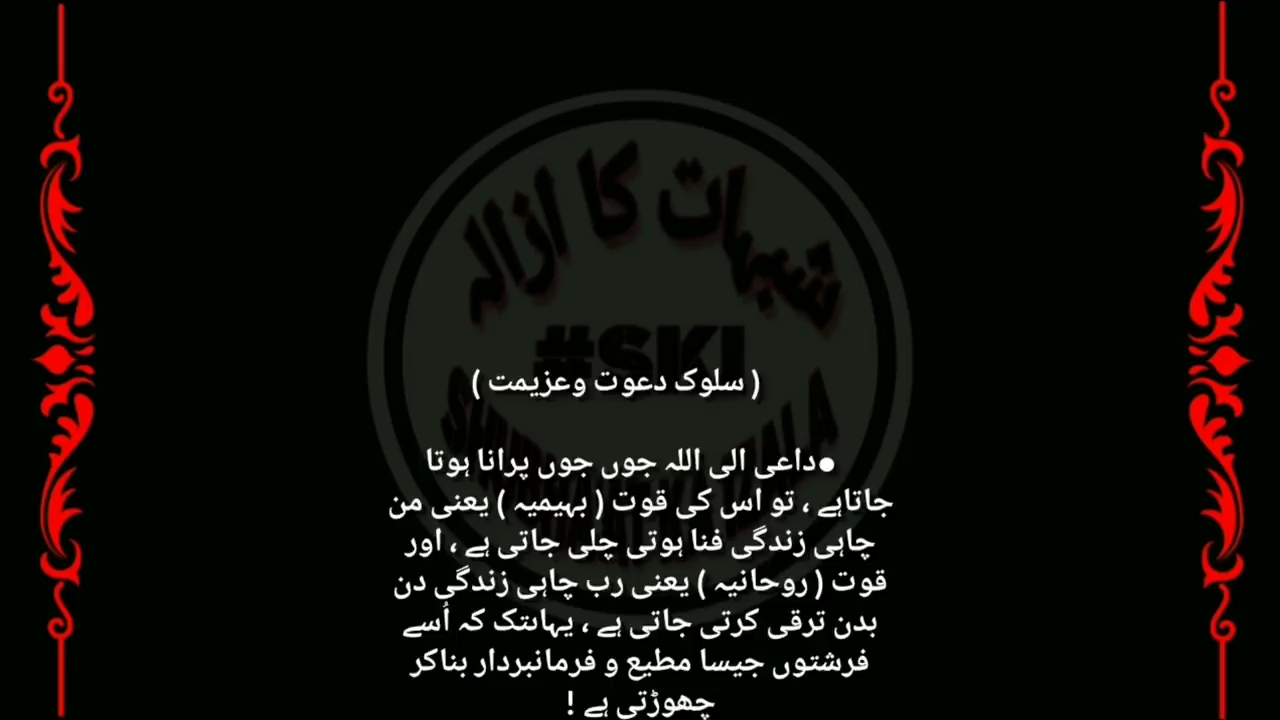 شبہات کا ازالہ
#SKI
( سلوک دعوت وعزیمت )
●داعی الی اللہ جوں جوں پرانا ہوتا
جاتاہے ، تو اس کی قوت ( بہیمیہ ) یعنی من
چاہی زندگی فنا ہوتی چلی جاتی ہے ، اور
قوت ( روحانیہ ) یعنی رب چاہی زندگی دن
بدن ترقی کرتی جاتی ہے ، یہاںتک کہ اُسے
فرشتوں جیسا مطیع و فرمانبردار بناکر
چھوڑتی ہے !